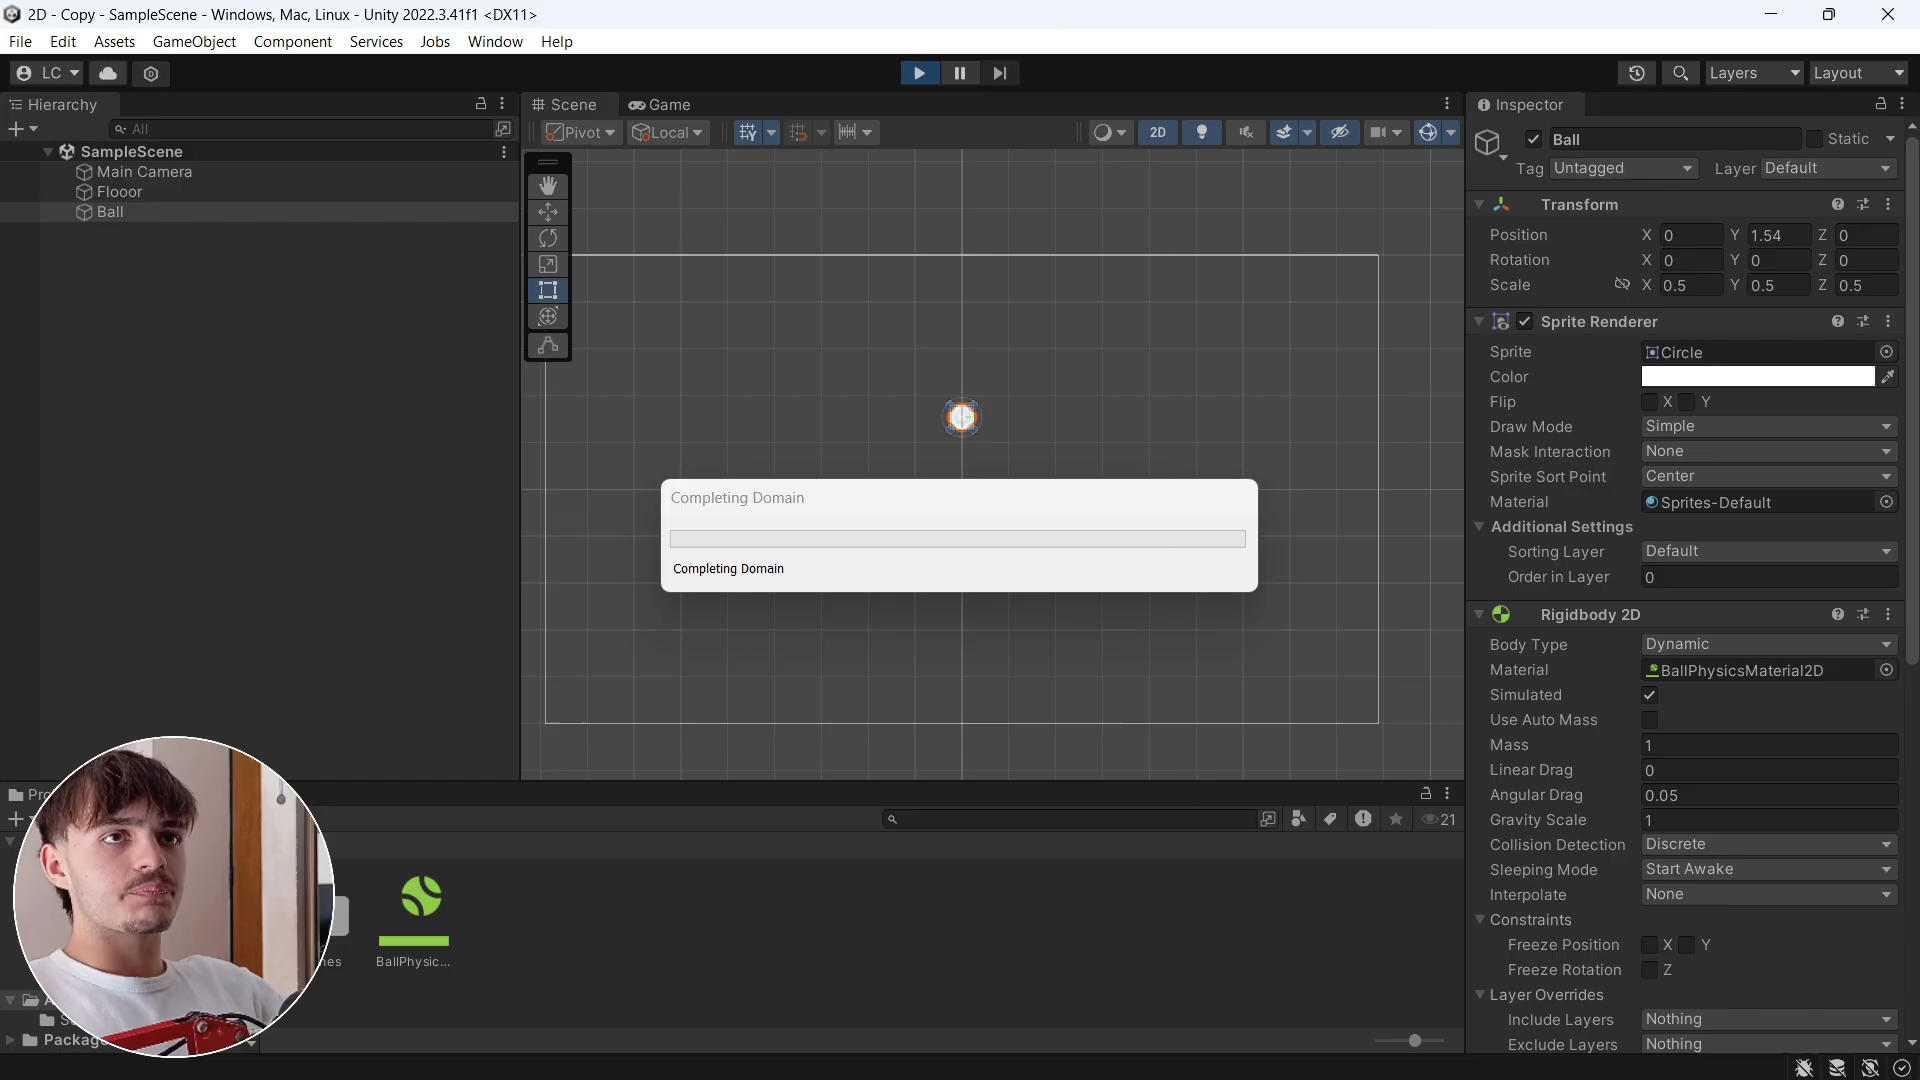 2D - Copy - SampleScene - Windows, Mac, Linux - Unity 2022.3.41f1 <DX11>
File Edit Assets GameObject Component Services Jobs Window Help
LC
Layers
Layout
Hierarchy
All
SampleScene
Main Camera
Flooor
Ball
Scene
Game
Pivot
Local
2D
Completing Domain
Completing Domain
21
BallPhysic...
Inspector
Ball
Static
Tag Untagged Layer Default
Transform
Position X 0 Y 1.54 Z 0
Rotation X 0 Y 0 Z 0
Scale X 0.5 Y 0.5 Z 0.5
Sprite Renderer
Sprite Circle
Color
Flip X Y
Draw Mode Simple
Mask Interaction None
Sprite Sort Point Center
Material Sprites-Default
Additional Settings
Sorting Layer Default
Order in Layer 0
Rigidbody 2D
Body Type Dynamic
Material BallPhysicsMaterial2D
Simulated
Use Auto Mass
Mass 1
Linear Drag 0
Angular Drag 0.05
Gravity Scale 1
Collision Detection Discrete
Sleeping Mode Start Awake
Interpolate None
Constraints
Freeze Position X Y
Freeze Rotation Z
Layer Overrides
Include Layers Nothing
Exclude Layers Nothing